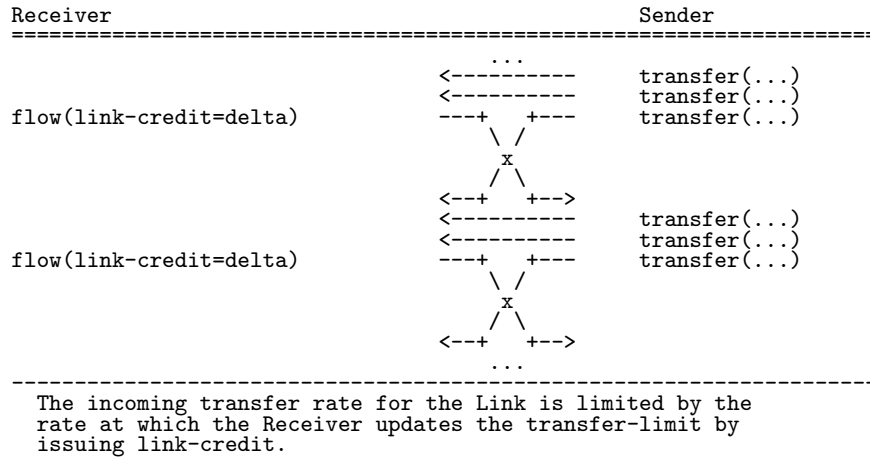 Receiver                                                Sender
=======================================================================
                                  ...
                            <----------      transfer(...)
                            <----------      transfer(...)
flow(link-credit=delta)     ---+   +---      transfer(...)
                                \ /
                                 x
                                / \
                            <--+   +-->
                            <----------      transfer(...)
                            <----------      transfer(...)
flow(link-credit=delta)     ---+   +---      transfer(...)
                                \ /
                                 x
                                / \
                            <--+   +-->
                                  ...
-----------------------------------------------------------------------
The incoming transfer rate for the Link is limited by the
rate at which the Receiver updates the transfer-limit by
issuing link-credit.